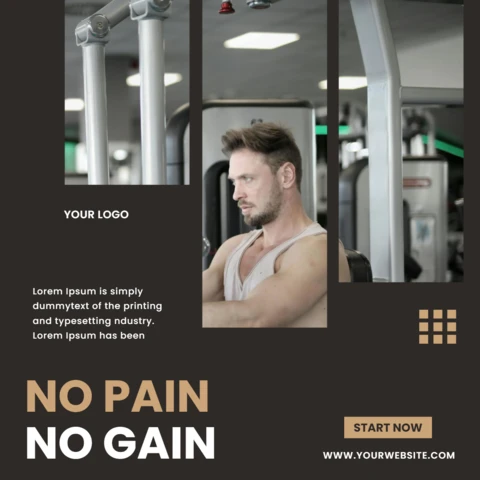 YOUR LOGO
Lorem Ipsum is simply
dummytext of the printing
and typesetting ndustry.
Lorem Ipsum has been
NO PAIN
NO GAIN
START NOW
WWW.YOURWEBSITE.COM